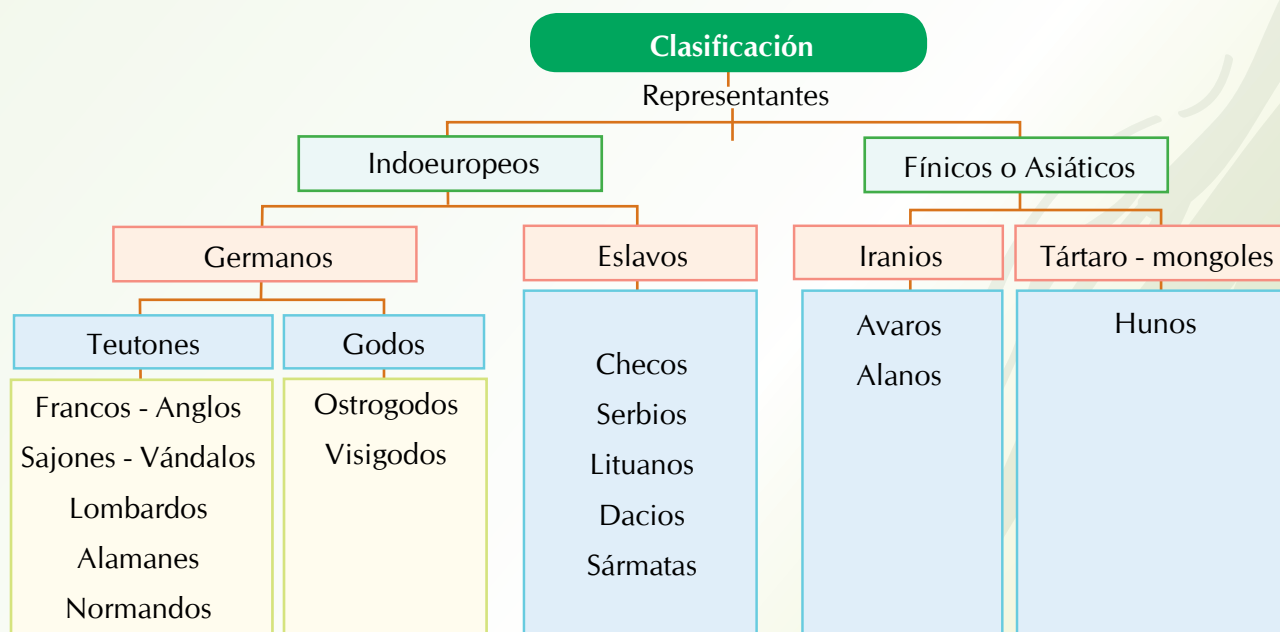 Clasificación
Representantes
Indoeuropeos
Fínicos o Asiáticos
Germanos
Eslavos
Iranios
Tártaro - mongoles
Teutones
Godos
Francos - Anglos
Sajones - Vándalos
Lombardos
Alamanes
Normandos
Ostrogodos
Visigodos
Checos
Serbios
Lituanos
Dacios
Sármatas
Avaros
Alanos
Hunos